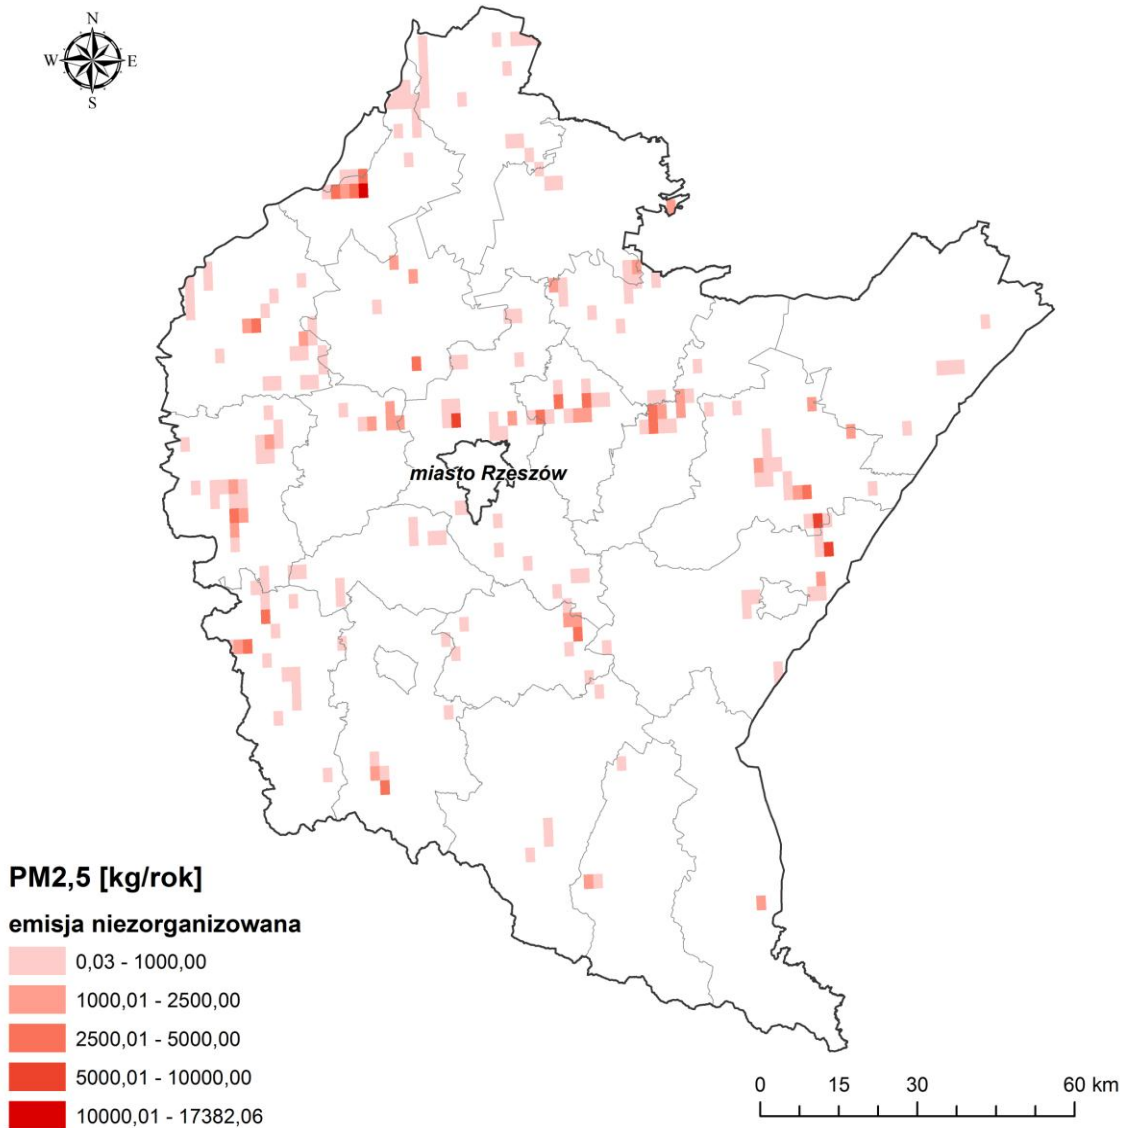 N
W E
S
miasto Rzeszów
PM2,5 [kg/rok]
emisja niezorganizowana
0,03 - 1000,00
1000,01 - 2500,00
2500,01 - 5000,00
5000,01 - 10000,00
10000,01 - 17382,06
0 15 30 60 km